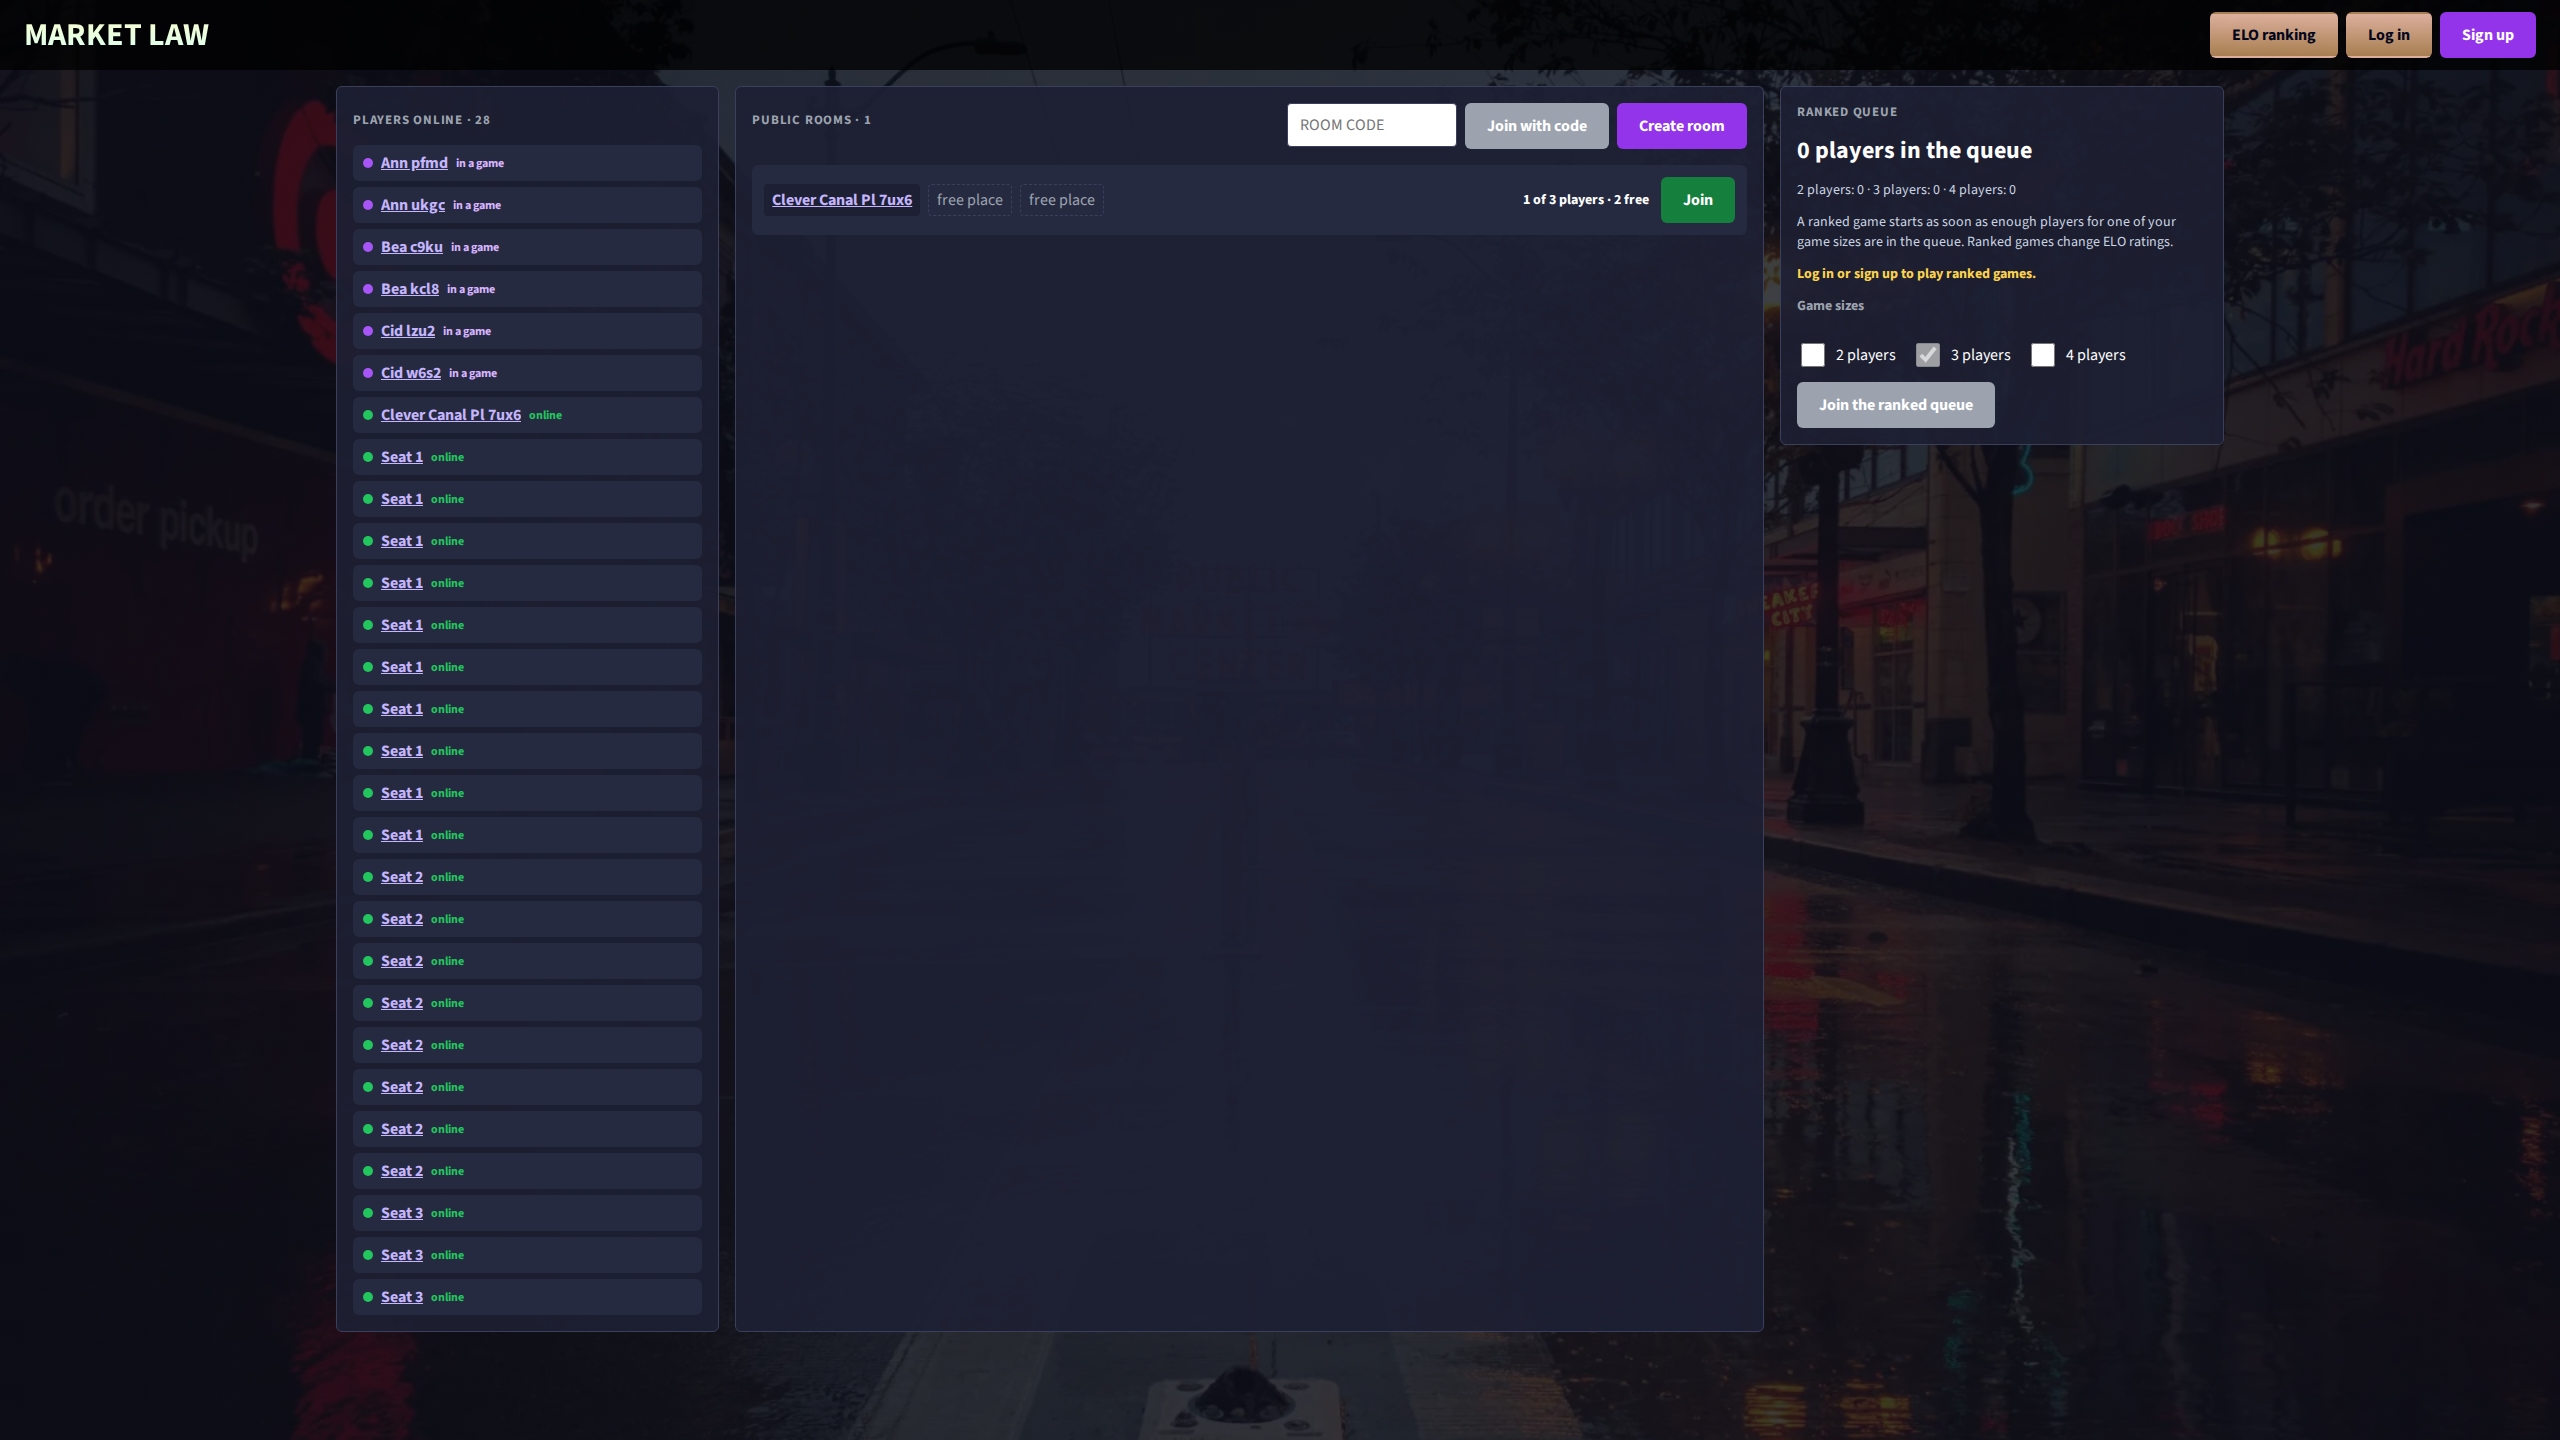 MARKET LAW
ELO ranking
Log in
Sign up
PLAYERS ONLINE · 28
Ann pfmd in a game
Ann ukgc in a game
Bea c9ku in a game
Bea kcl8 in a game
Cid lzu2 in a game
Cid w6s2 in a game
Clever Canal Pl 7ux6 online
Seat 1 online
Seat 1 online
Seat 1 online
Seat 1 online
Seat 1 online
Seat 1 online
Seat 1 online
Seat 1 online
Seat 1 online
Seat 1 online
Seat 2 online
Seat 2 online
Seat 2 online
Seat 2 online
Seat 2 online
Seat 2 online
Seat 2 online
Seat 2 online
Seat 3 online
Seat 3 online
Seat 3 online
PUBLIC ROOMS · 1
ROOM CODE
Join with code
Create room
Clever Canal Pl 7ux6 free place free place 1 of 3 players · 2 free Join
RANKED QUEUE
0 players in the queue
2 players: 0 · 3 players: 0 · 4 players: 0
A ranked game starts as soon as enough players for one of your
game sizes are in the queue. Ranked games change ELO ratings.
Log in or sign up to play ranked games.
Game sizes
2 players 3 players 4 players
Join the ranked queue
order pickup
Hard Rock